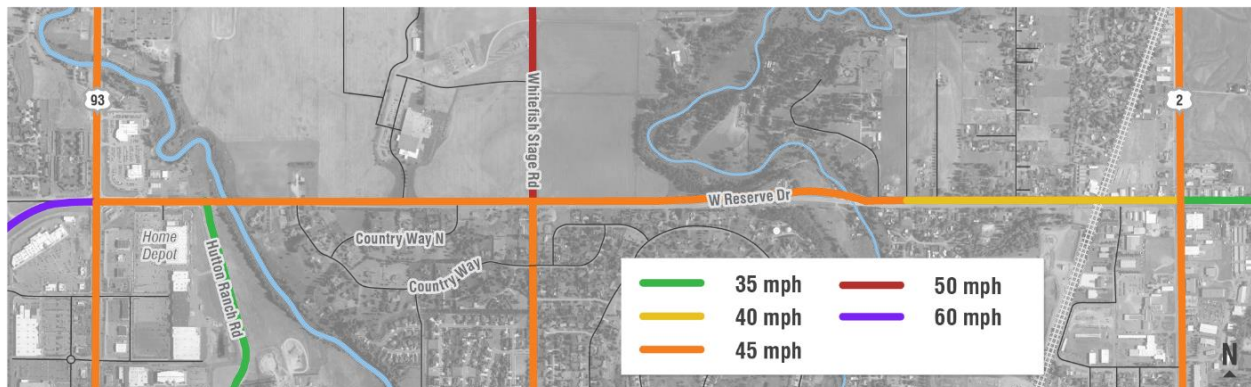 93
2
Whitefish Stage Rd
W Reserve Dr
Home
Depot
Hutton Ranch Rd
Country Way N
Country Way
35 mph
50 mph
40 mph
60 mph
45 mph
N